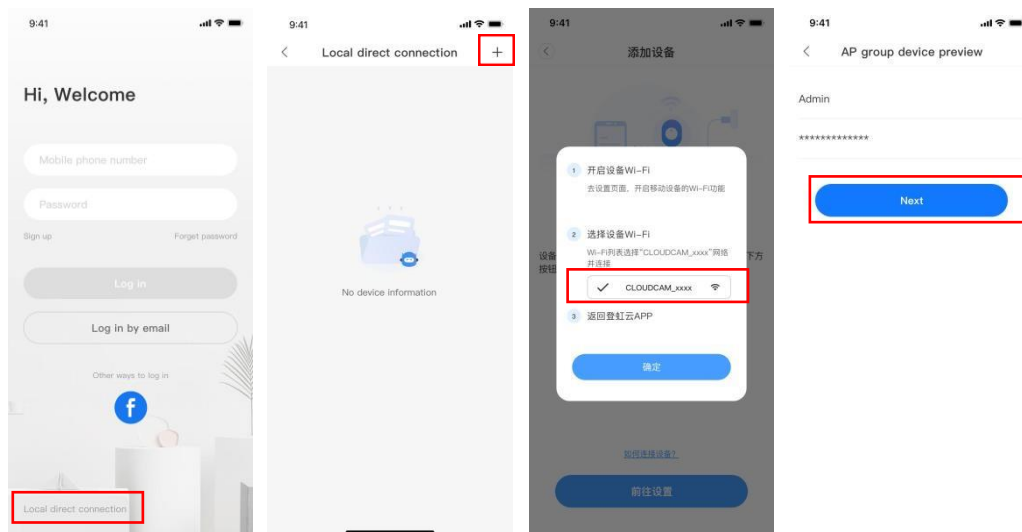 9:41
Hi, Welcome
Mobile phone number
Password
Sign up
Forget password
Log in
Log in by email
Other ways to log in
f
Local direct connection
9:41
Local direct connection
No device information
9:41
添加设备
1 开启设备Wi-Fi
去设置页面，开启移动设备的Wi-Fi功能
2 选择设备Wi-Fi
Wi-Fi列表选择“CLOUDCAM_xxxx”网络
并连接
CLOUDCAM_xxxx
3 返回登虹云APP
确定
设备
下方
按钮
如何连接设备？
前往设置
9:41
AP group device preview
Admin
*************
Next